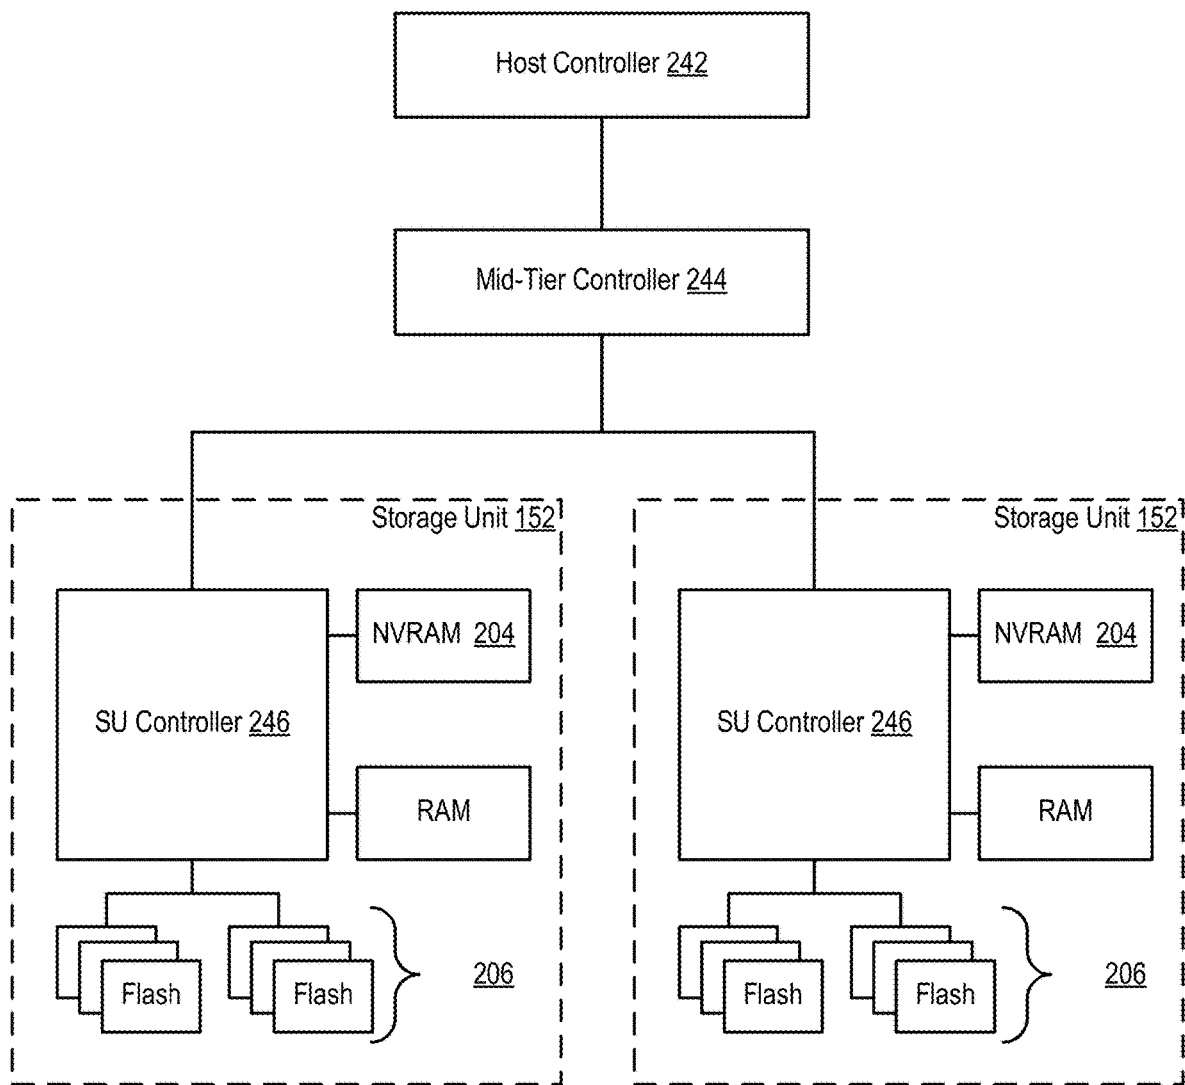 Host Controller 242
Mid-Tier Controller 244
Storage Unit 152
NVRAM 204
SU Controller 246
RAM
Flash
Flash
206
Storage Unit 152
NVRAM 204
SU Controller 246
RAM
Flash
Flash
206